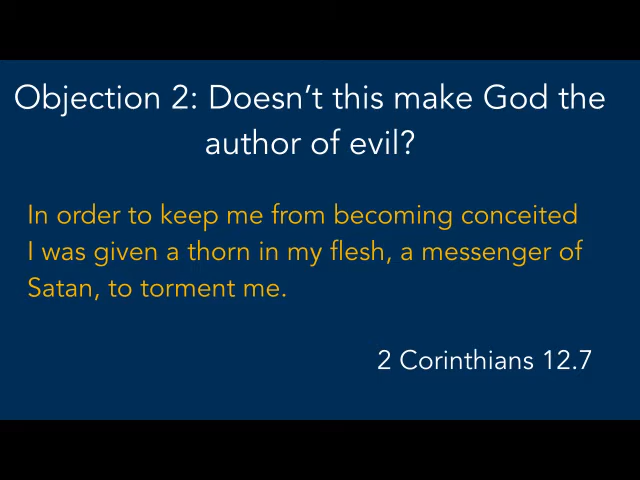 Objection 2: Doesn’t this make God the
author of evil?
In order to keep me from becoming conceited
I was given a thorn in my flesh, a messenger of
Satan, to torment me.
2 Corinthians 12.7